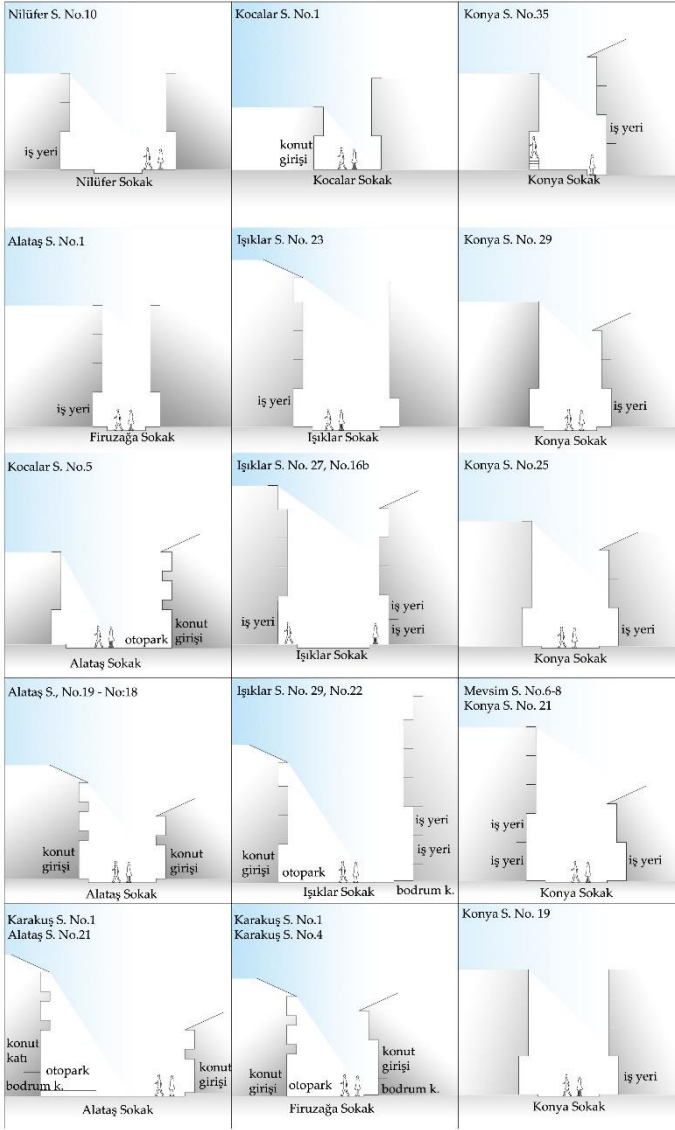 Nilüfer S. No.10
iş yeri
Nilüfer Sokak
Kocalar S. No.1
konut
girişi
Kocalar Sokak
Konya S. No.35
iş yeri
Konya Sokak
Alataş S. No.1
iş yeri
Firuzağa Sokak
Işıklar S. No. 23
iş yeri
Işıklar Sokak
Konya S. No. 29
iş yeri
Konya Sokak
Kocalar S. No.5
otopark
konut
girişi
Alataş Sokak
Işıklar S. No. 27, No.16b
iş yeri
iş yeri
iş yeri
Işıklar Sokak
Konya S. No.25
iş yeri
Konya Sokak
Alataş S., No.19 - No:18
konut
girişi
konut
girişi
Alataş Sokak
Işıklar S. No. 29, No.22
konut
girişi
otopark
iş yeri
iş yeri
Işıklar Sokak
bodrum k.
Mevsim S. No.6-8
Konya S. No. 21
iş yeri
iş yeri
iş yeri
Konya Sokak
Karakuş S. No.1
Alataş S. No.21
konut
katı
otopark
bodrum k.
konut
girişi
Alataş Sokak
Karakuş S. No.1
Karakuş S. No.4
konut
girişi
otopark
konut
girişi
bodrum k.
Firuzağa Sokak
Konya S. No. 19
iş yeri
Konya Sokak